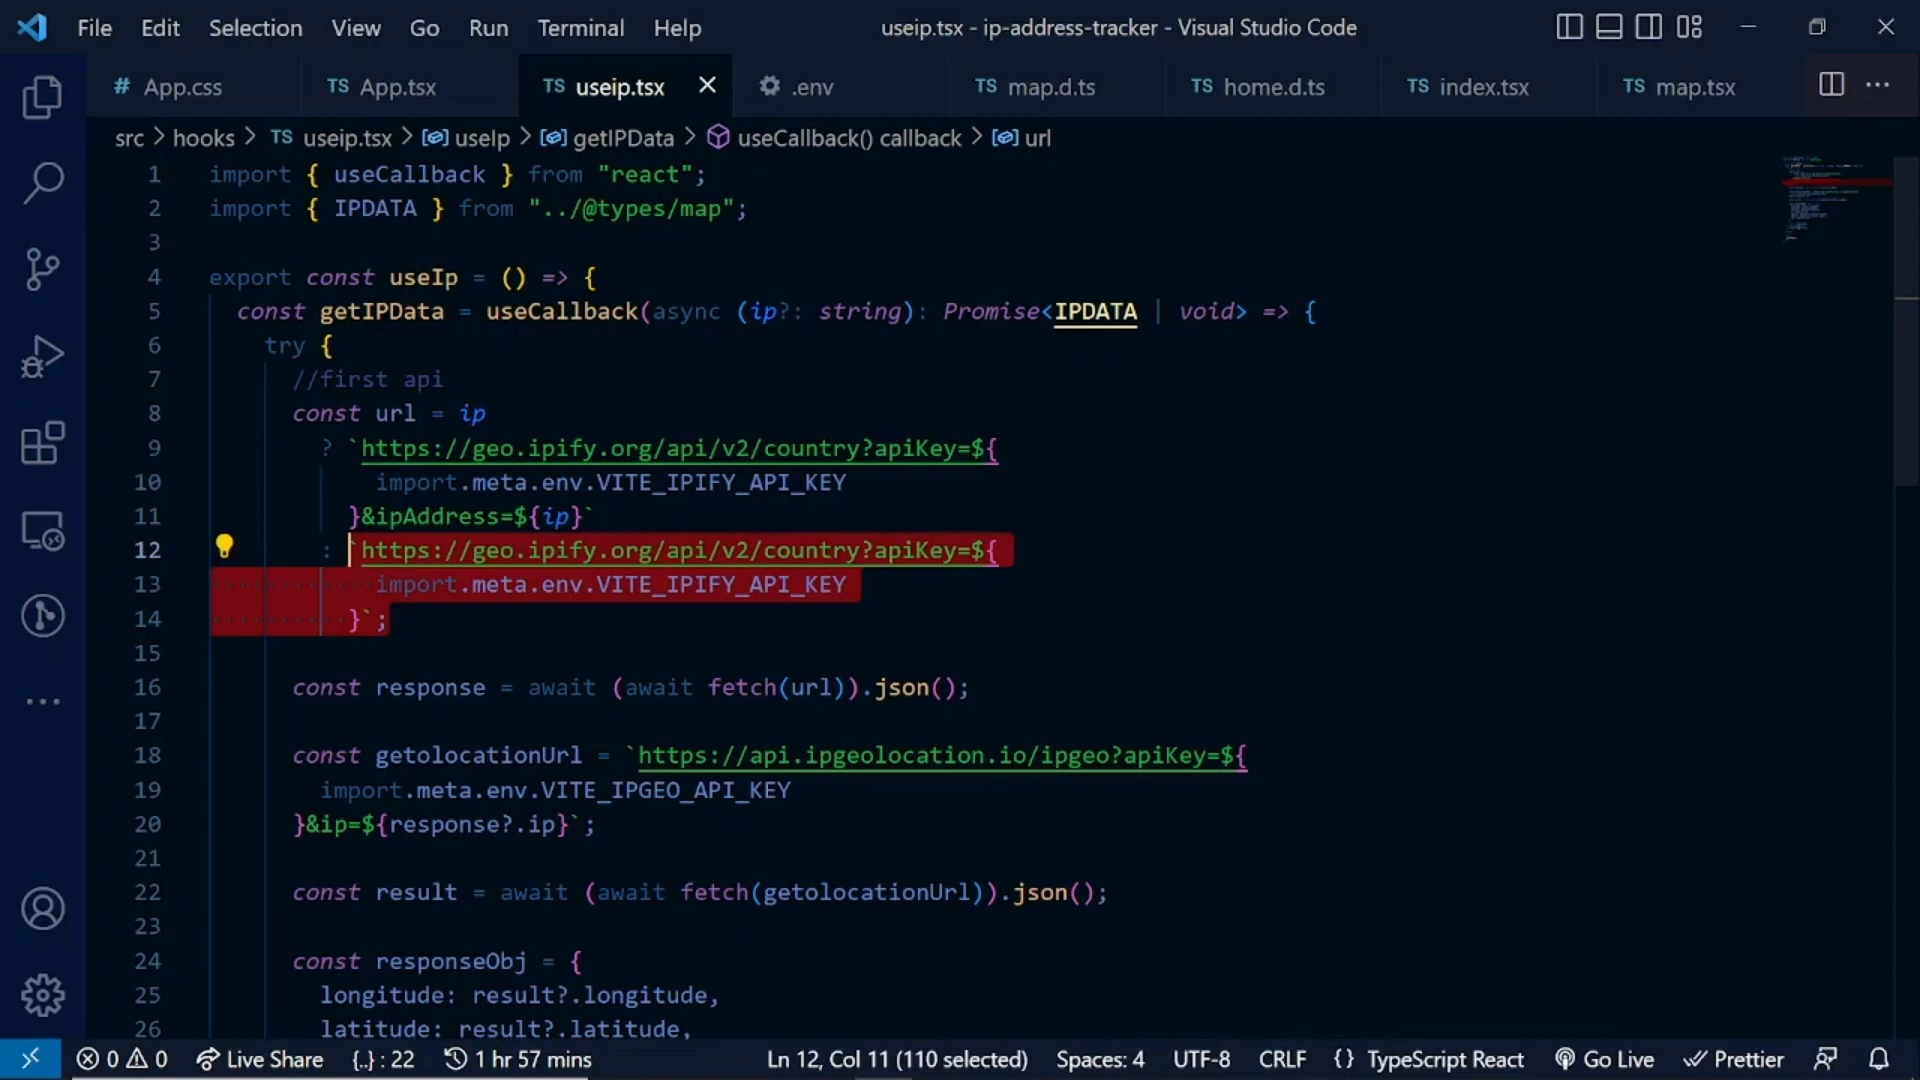 File Edit Selection View Go Run Terminal Help useip.tsx - ip-address-tracker - Visual Studio Code
# App.css TS App.tsx TS useip.tsx .env TS map.d.ts TS home.d.ts TS index.tsx TS map.tsx ...
src > hooks > TS useip.tsx > useIp > getIPData > useCallback() callback > url
1 import { useCallback } from "react";
2 import { IPDATA } from "../@types/map";
3
4 export const useIp = () => {
5 const getIPData = useCallback(async (ip?: string): Promise<IPDATA | void> => {
6 try {
7 //first api
8 const url = ip
9 ? `https://geo.ipify.org/api/v2/country?apiKey=${
10 import.meta.env.VITE_IPIFY_API_KEY
11 }&ipAddress=${ip}`
12 : `https://geo.ipify.org/api/v2/country?apiKey=${
13 import.meta.env.VITE_IPIFY_API_KEY
14 }`;
15
16 const response = await (await fetch(url)).json();
17
18 const getolocationUrl = `https://api.ipgeolocation.io/ipgeo?apiKey=${
19 import.meta.env.VITE_IPGEO_API_KEY
20 }&ip=${response?.ip}`;
21
22 const result = await (await fetch(getolocationUrl)).json();
23
24 const responseObj = {
25 longitude: result?.longitude,
26 latitude: result?.latitude,
0 0 Live Share {..} : 22 1 hr 57 mins Ln 12, Col 11 (110 selected) Spaces: 4 UTF-8 CRLF {} TypeScript React Go Live Prettier